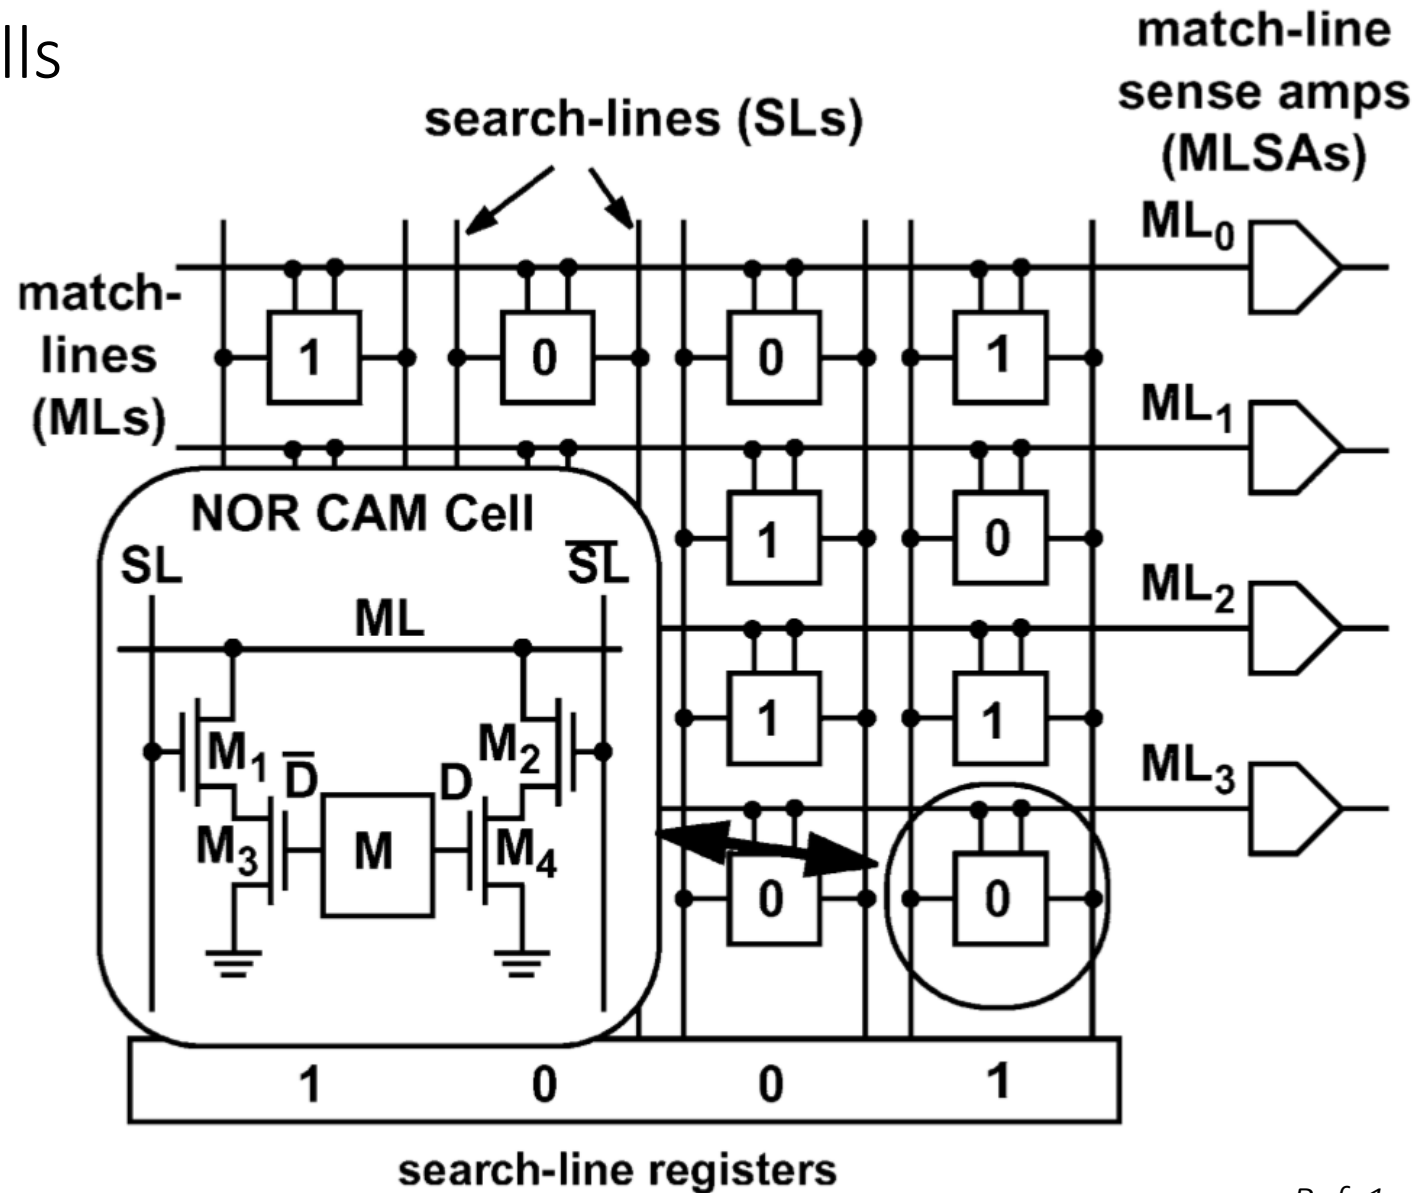 lls
match-line
sense amps
(MLSAs)
search-lines (SLs)
match-
lines
(MLs)
ML0
1 0 0 1
ML1
1 0
NOR CAM Cell
SL S̅L̅
ML
M1 D̅ D M2
M3 M M4
ML2
1 1
ML3
0 0
1 0 0 1
search-line registers